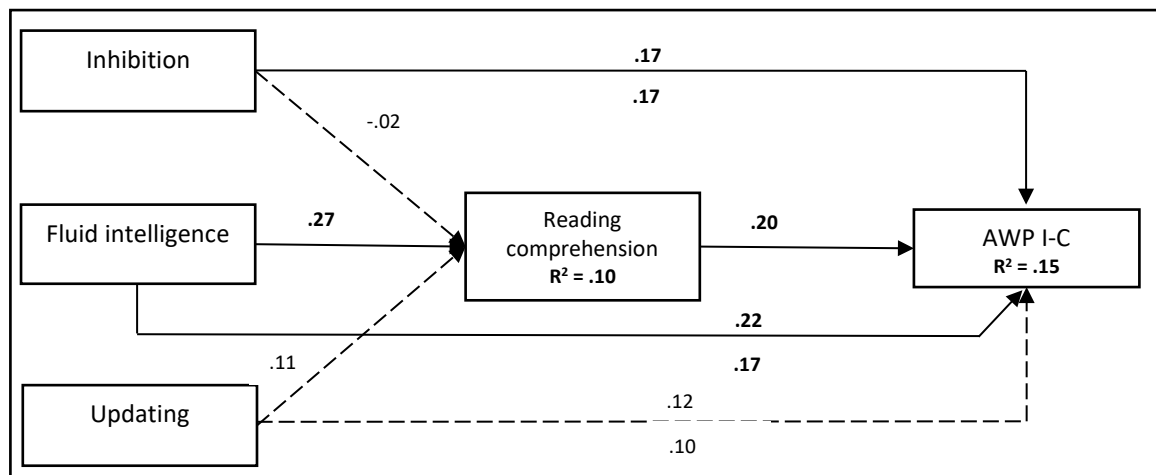 Inhibition
.17
.17
-.02
Fluid intelligence
.27
Reading
comprehension
R² = .10
.20
AWP I-C
R² = .15
.22
.17
.11
Updating
.12
.10